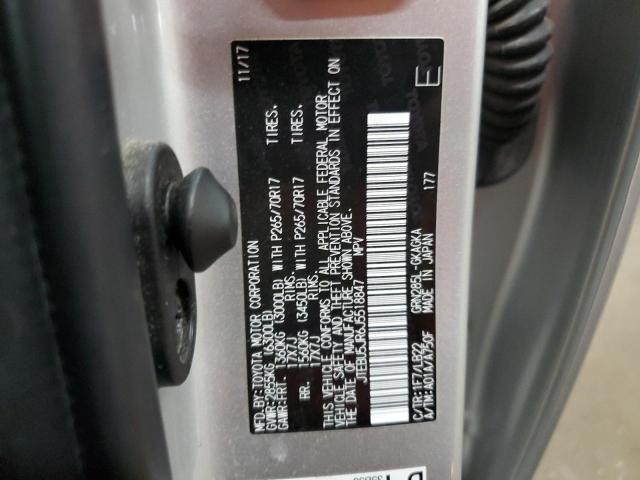 MFD.BY:TOYOTA MOTOR CORPORATION 11/17
GVWR:2855KG (6300LB)
GAWR:FRT. 1360KG (3000LB) WITH P265/70R17 TIRES.
17X7J RIMS.
RR. 1560KG (3450LB) WITH P265/70R17 TIRES.
17X7J RIMS.
THIS VEHICLE CONFORMS TO ALL APPLICABLE FEDERAL MOTOR
VEHICLE SAFETY AND THEFT PREVENTION STANDARDS IN EFFECT ON
THE DATE OF MANUFACTURE SHOWN ABOVE.
JTEBU5JR6J5518847 MPV
C/TR:1F7/LB22 GRN285L-GKAGKA 177
A/TM:A01A/A750F MADE IN JAPAN E